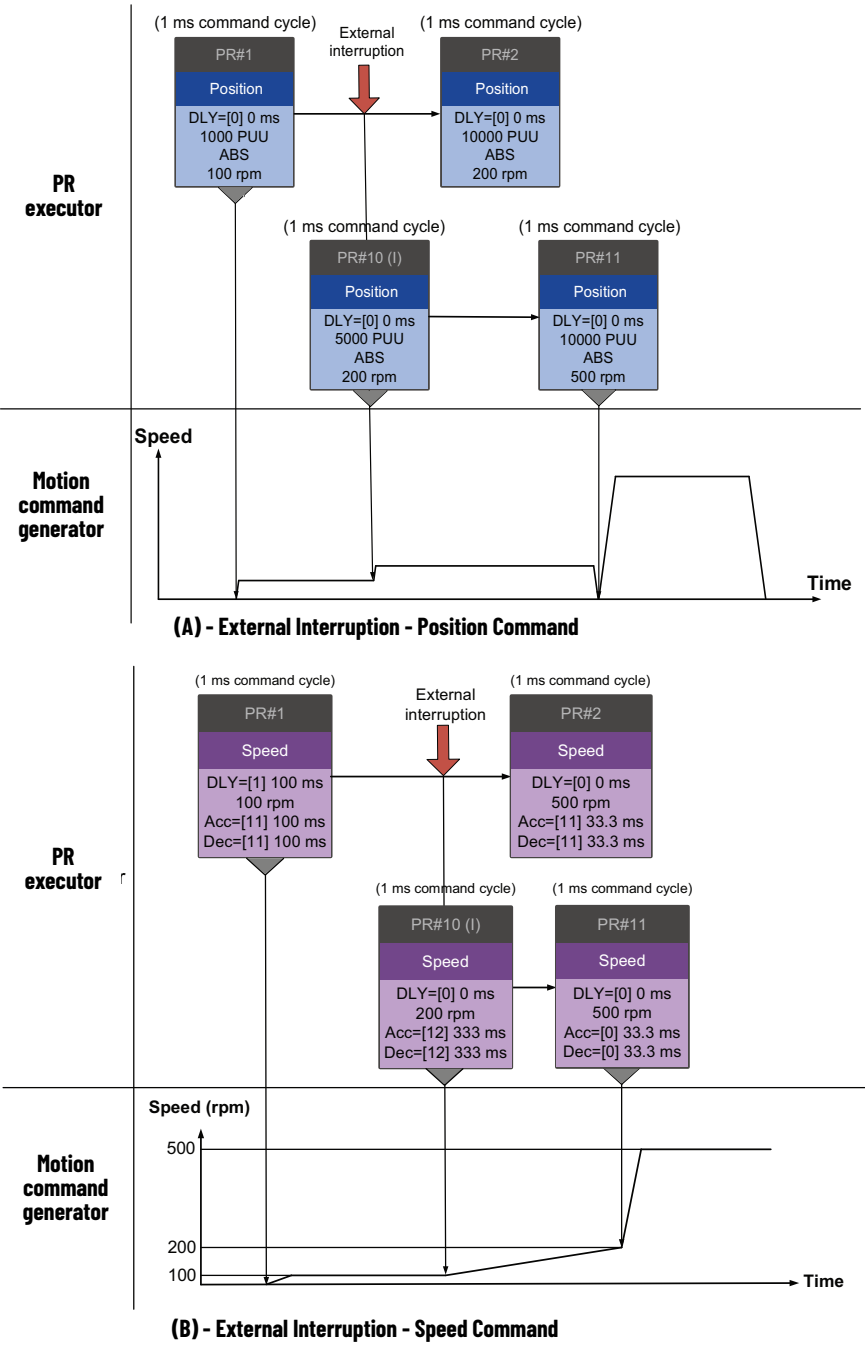 (1 ms command cycle)
External
interruption
(1 ms command cycle)
PR#1
PR#2
Position
Position
DLY=[0] 0 ms
1000 PUU
ABS
100 rpm
DLY=[0] 0 ms
10000 PUU
ABS
200 rpm
PR
executor
(1 ms command cycle)
(1 ms command cycle)
PR#10 (I)
PR#11
Position
Position
DLY=[0] 0 ms
5000 PUU
ABS
200 rpm
DLY=[0] 0 ms
10000 PUU
ABS
500 rpm
Speed
Motion
command
generator
Time
(A) - External Interruption - Position Command
(1 ms command cycle)
External
interruption
(1 ms command cycle)
PR#1
PR#2
Speed
Speed
DLY=[1] 100 ms
100 rpm
Acc=[11] 100 ms
Dec=[11] 100 ms
DLY=[0] 0 ms
500 rpm
Acc=[11] 33.3 ms
Dec=[11] 33.3 ms
PR
executor
(1 ms command cycle)
(1 ms command cycle)
PR#10 (I)
PR#11
Speed
Speed
DLY=[0] 0 ms
200 rpm
Acc=[12] 333 ms
Dec=[12] 333 ms
DLY=[0] 0 ms
500 rpm
Acc=[0] 33.3 ms
Dec=[0] 33.3 ms
Speed (rpm)
500
Motion
command
generator
200
100
Time
(B) - External Interruption - Speed Command